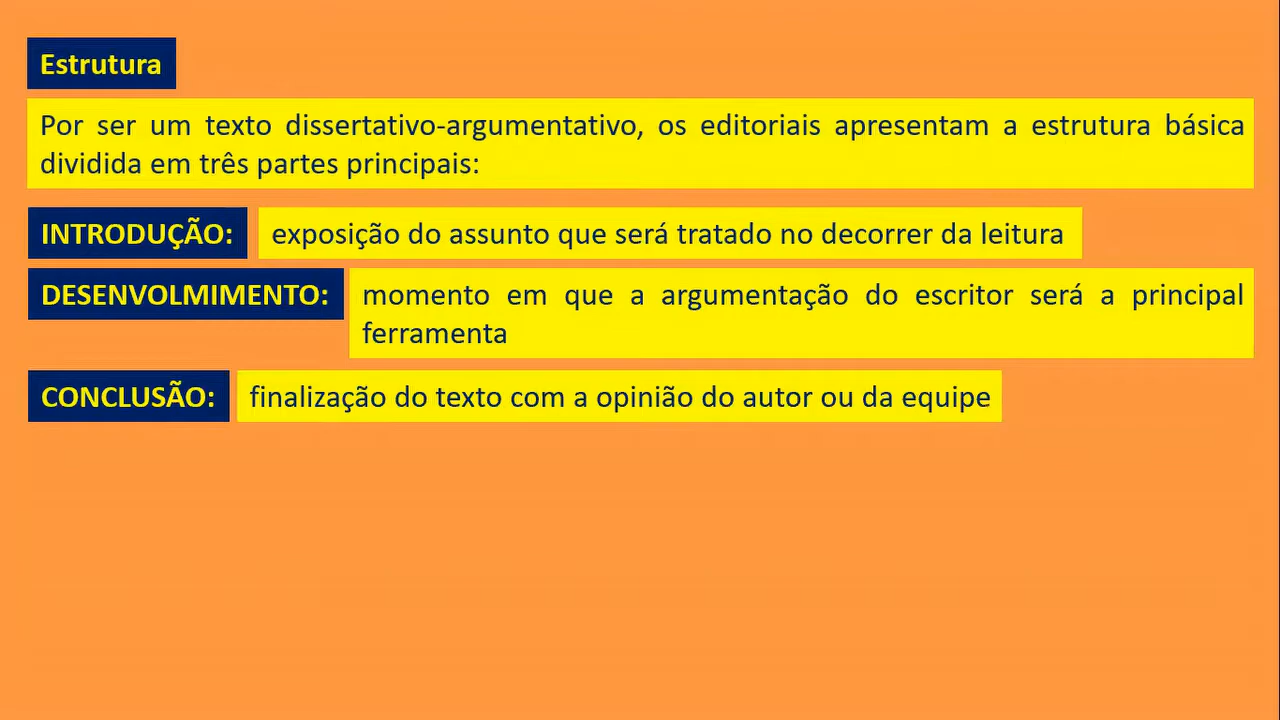 Estrutura
Por ser um texto dissertativo-argumentativo, os editoriais apresentam a estrutura básica
dividida em três partes principais:
INTRODUÇÃO: exposição do assunto que será tratado no decorrer da leitura
DESENVOLMIMENTO: momento em que a argumentação do escritor será a principal
ferramenta
CONCLUSÃO: finalização do texto com a opinião do autor ou da equipe